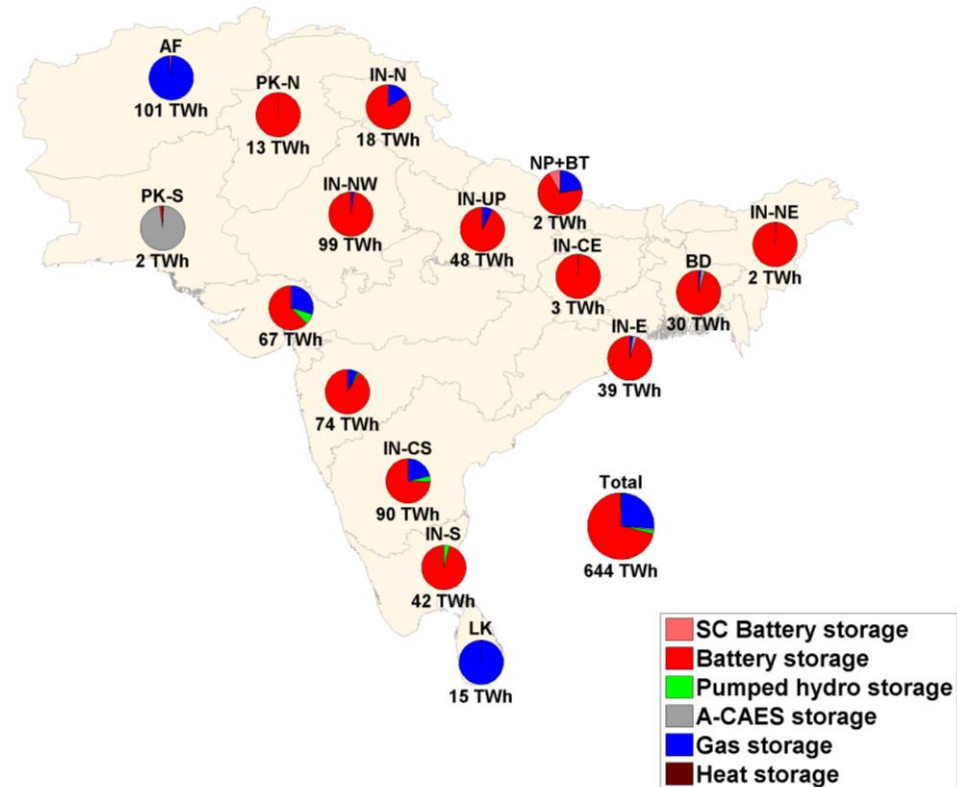 AF
101 TWh
PK-N
13 TWh
IN-N
18 TWh
NP+BT
2 TWh
PK-S
2 TWh
IN-NW
99 TWh
IN-UP
48 TWh
IN-CE
3 TWh
IN-NE
2 TWh
BD
30 TWh
67 TWh
IN-E
39 TWh
74 TWh
IN-CS
90 TWh
Total
644 TWh
IN-S
42 TWh
LK
15 TWh
SC Battery storage
Battery storage
Pumped hydro storage
A-CAES storage
Gas storage
Heat storage